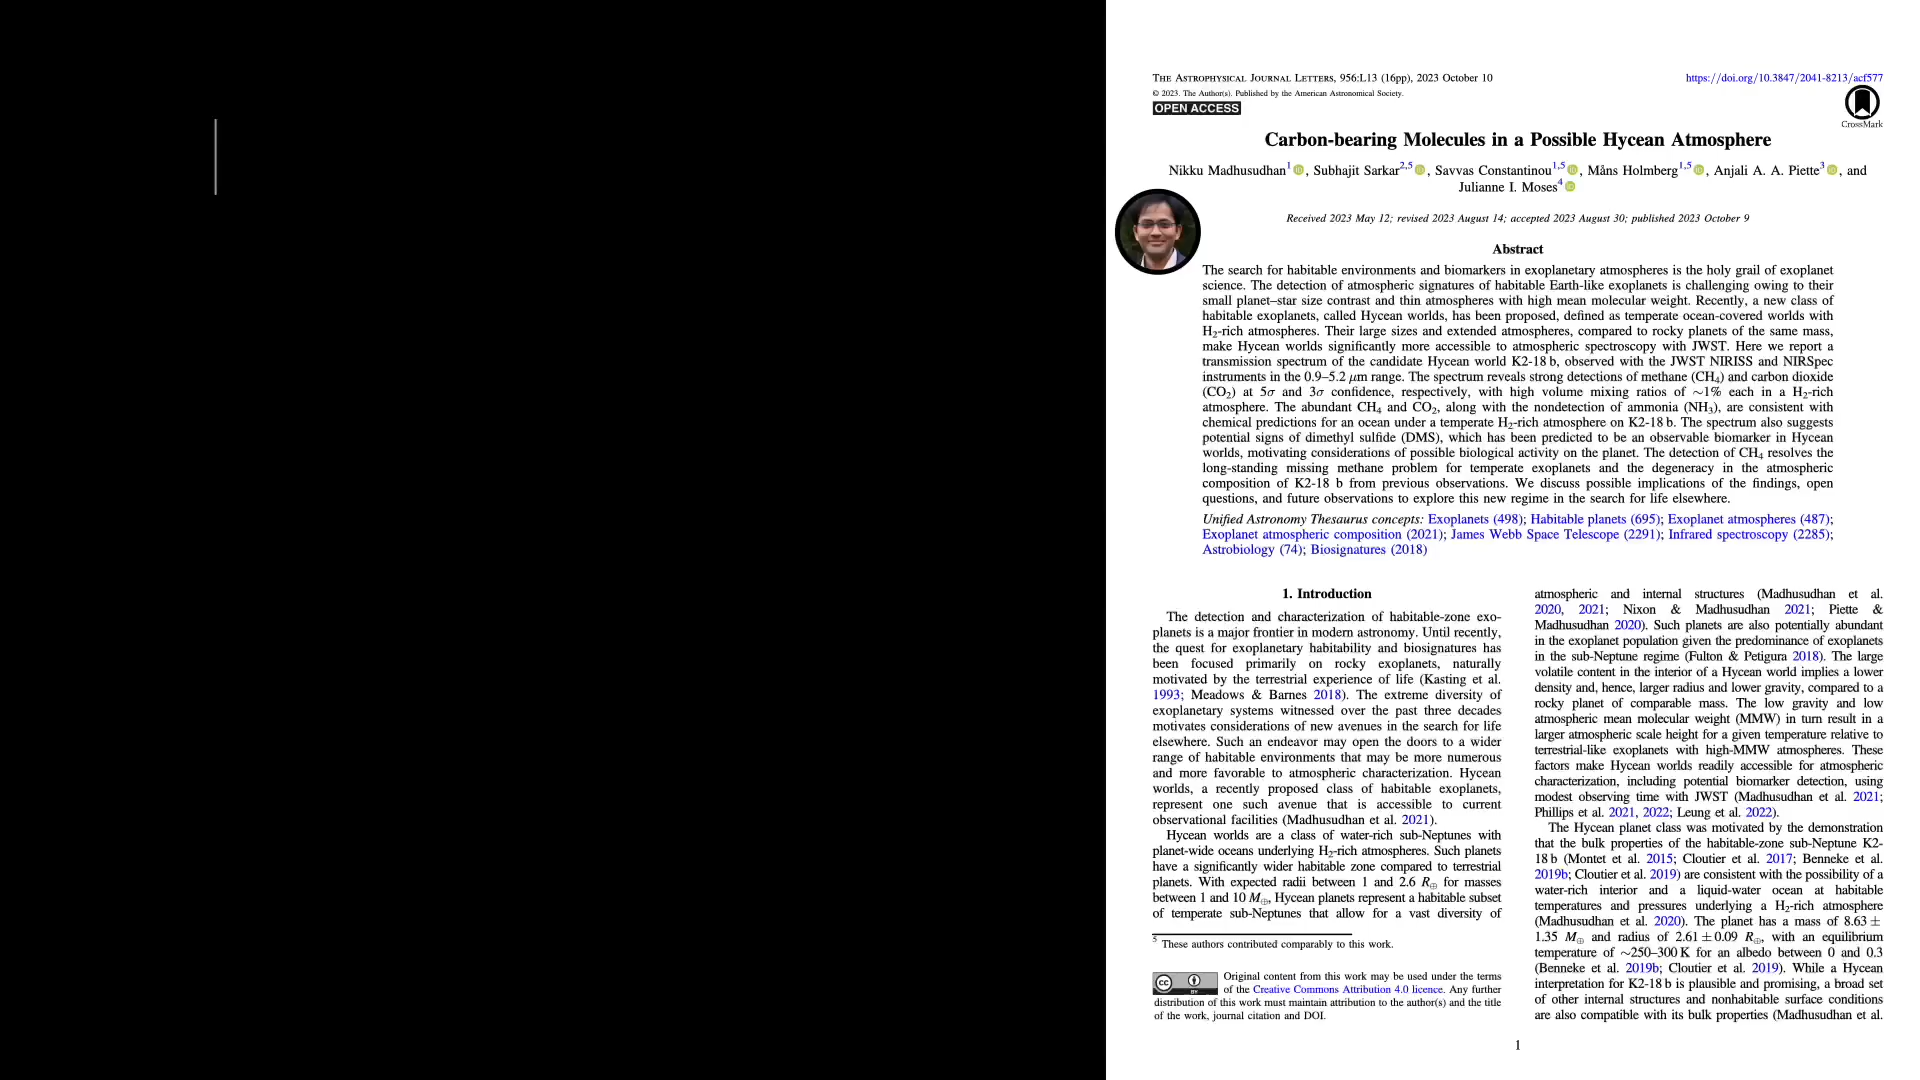 THE ASTROPHYSICAL JOURNAL LETTERS, 956:L13 (16pp), 2023 October 10
https://doi.org/10.3847/2041-8213/acf577
© 2023. The Author(s). Published by the American Astronomical Society.
OPEN ACCESS
CrossMark
Carbon-bearing Molecules in a Possible Hycean Atmosphere
Nikku Madhusudhan1, Subhajit Sarkar2,5, Savvas Constantinou1,5, Måns Holmberg1,5, Anjali A. A. Piette3, and
Julianne I. Moses4
Received 2023 May 12; revised 2023 August 14; accepted 2023 August 30; published 2023 October 9
Abstract
The search for habitable environments and biomarkers in exoplanetary atmospheres is the holy grail of exoplanet
science. The detection of atmospheric signatures of habitable Earth-like exoplanets is challenging owing to their
small planet–star size contrast and thin atmospheres with high mean molecular weight. Recently, a new class of
habitable exoplanets, called Hycean worlds, has been proposed, defined as temperate ocean-covered worlds with
H2-rich atmospheres. Their large sizes and extended atmospheres, compared to rocky planets of the same mass,
make Hycean worlds significantly more accessible to atmospheric spectroscopy with JWST. Here we report a
transmission spectrum of the candidate Hycean world K2-18 b, observed with the JWST NIRISS and NIRSpec
instruments in the 0.9–5.2 μm range. The spectrum reveals strong detections of methane (CH4) and carbon dioxide
(CO2) at 5σ and 3σ confidence, respectively, with high volume mixing ratios of ~1% each in a H2-rich
atmosphere. The abundant CH4 and CO2, along with the nondetection of ammonia (NH3), are consistent with
chemical predictions for an ocean under a temperate H2-rich atmosphere on K2-18 b. The spectrum also suggests
potential signs of dimethyl sulfide (DMS), which has been predicted to be an observable biomarker in Hycean
worlds, motivating considerations of possible biological activity on the planet. The detection of CH4 resolves the
long-standing missing methane problem for temperate exoplanets and the degeneracy in the atmospheric
composition of K2-18 b from previous observations. We discuss possible implications of the findings, open
questions, and future observations to explore this new regime in the search for life elsewhere.
Unified Astronomy Thesaurus concepts: Exoplanets (498); Habitable planets (695); Exoplanet atmospheres (487);
Exoplanet atmospheric composition (2021); James Webb Space Telescope (2291); Infrared spectroscopy (2285);
Astrobiology (74); Biosignatures (2018)
1. Introduction
The detection and characterization of habitable-zone exo-
planets is a major frontier in modern astronomy. Until recently,
the quest for exoplanetary habitability and biosignatures has
been focused primarily on rocky exoplanets, naturally
motivated by the terrestrial experience of life (Kasting et al.
1993; Meadows & Barnes 2018). The extreme diversity of
exoplanetary systems witnessed over the past three decades
motivates considerations of new avenues in the search for life
elsewhere. Such an endeavor may open the doors to a wider
range of habitable environments that may be more numerous
and more favorable to atmospheric characterization. Hycean
worlds, a recently proposed class of habitable exoplanets,
represent one such avenue that is accessible to current
observational facilities (Madhusudhan et al. 2021).
Hycean worlds are a class of water-rich sub-Neptunes with
planet-wide oceans underlying H2-rich atmospheres. Such planets
have a significantly wider habitable zone compared to terrestrial
planets. With expected radii between 1 and 2.6 R⊕ for masses
between 1 and 10 M⊕, Hycean planets represent a habitable subset
of temperate sub-Neptunes that allow for a vast diversity of
5 These authors contributed comparably to this work.
cc BY
Original content from this work may be used under the terms
of the Creative Commons Attribution 4.0 licence. Any further
distribution of this work must maintain attribution to the author(s) and the title
of the work, journal citation and DOI.
atmospheric and internal structures (Madhusudhan et al.
2020, 2021; Nixon & Madhusudhan 2021; Piette &
Madhusudhan 2020). Such planets are also potentially abundant
in the exoplanet population given the predominance of exoplanets
in the sub-Neptune regime (Fulton & Petigura 2018). The large
volatile content in the interior of a Hycean world implies a lower
density and, hence, larger radius and lower gravity, compared to a
rocky planet of comparable mass. The low gravity and low
atmospheric mean molecular weight (MMW) in turn result in a
larger atmospheric scale height for a given temperature relative to
terrestrial-like exoplanets with high-MMW atmospheres. These
factors make Hycean worlds readily accessible for atmospheric
characterization, including potential biomarker detection, using
modest observing time with JWST (Madhusudhan et al. 2021;
Phillips et al. 2021, 2022; Leung et al. 2022).
The Hycean planet class was motivated by the demonstration
that the bulk properties of the habitable-zone sub-Neptune K2-
18 b (Montet et al. 2015; Cloutier et al. 2017; Benneke et al.
2019b; Cloutier et al. 2019) are consistent with the possibility of a
water-rich interior and a liquid-water ocean at habitable
temperatures and pressures underlying a H2-rich atmosphere
(Madhusudhan et al. 2020). The planet has a mass of 8.63 ±
1.35 M⊕ and radius of 2.61 ± 0.09 R⊕, with an equilibrium
temperature of ~250–300 K for an albedo between 0 and 0.3
(Benneke et al. 2019b; Cloutier et al. 2019). While a Hycean
interpretation for K2-18 b is plausible and promising, a broad set
of other internal structures and nonhabitable surface conditions
are also compatible with its bulk properties (Madhusudhan et al.
1